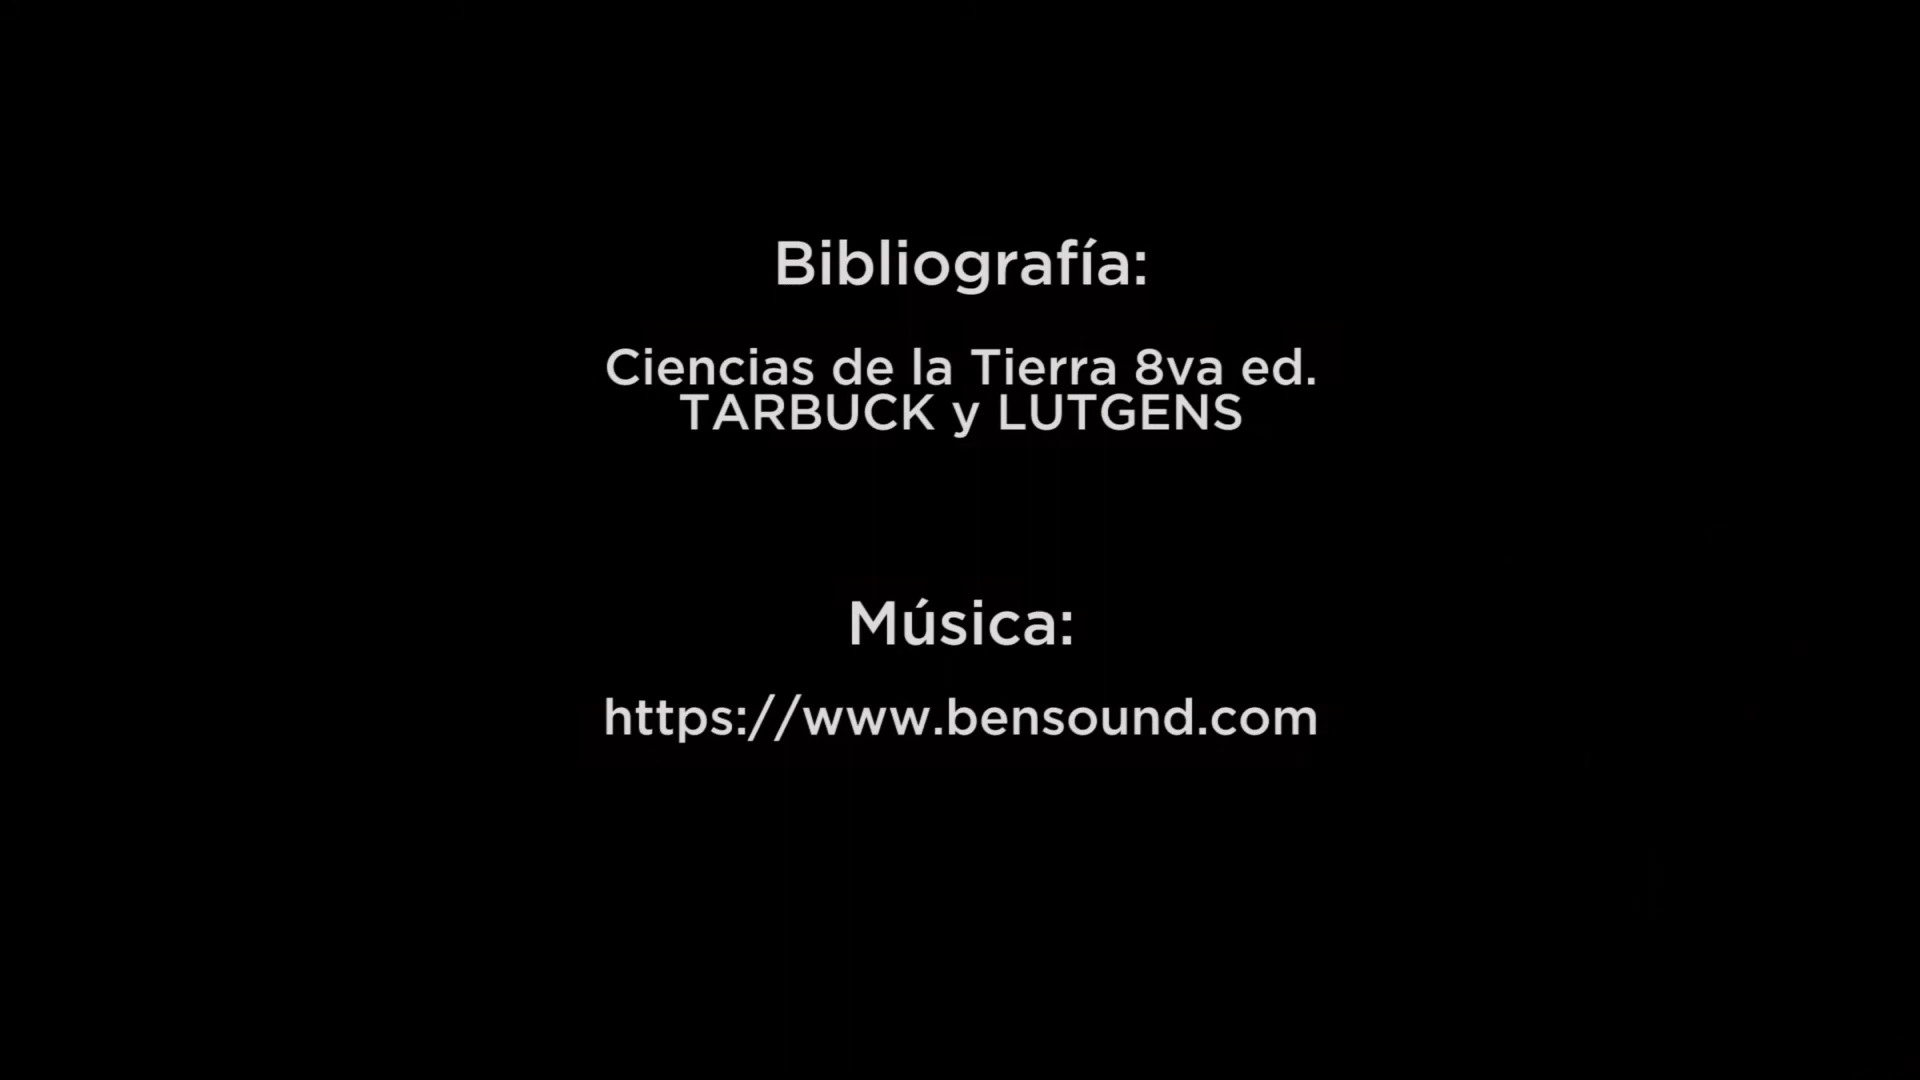 Bibliografía:
Ciencias de la Tierra 8va ed.
TARBUCK y LUTGENS
Música:
https://www.bensound.com